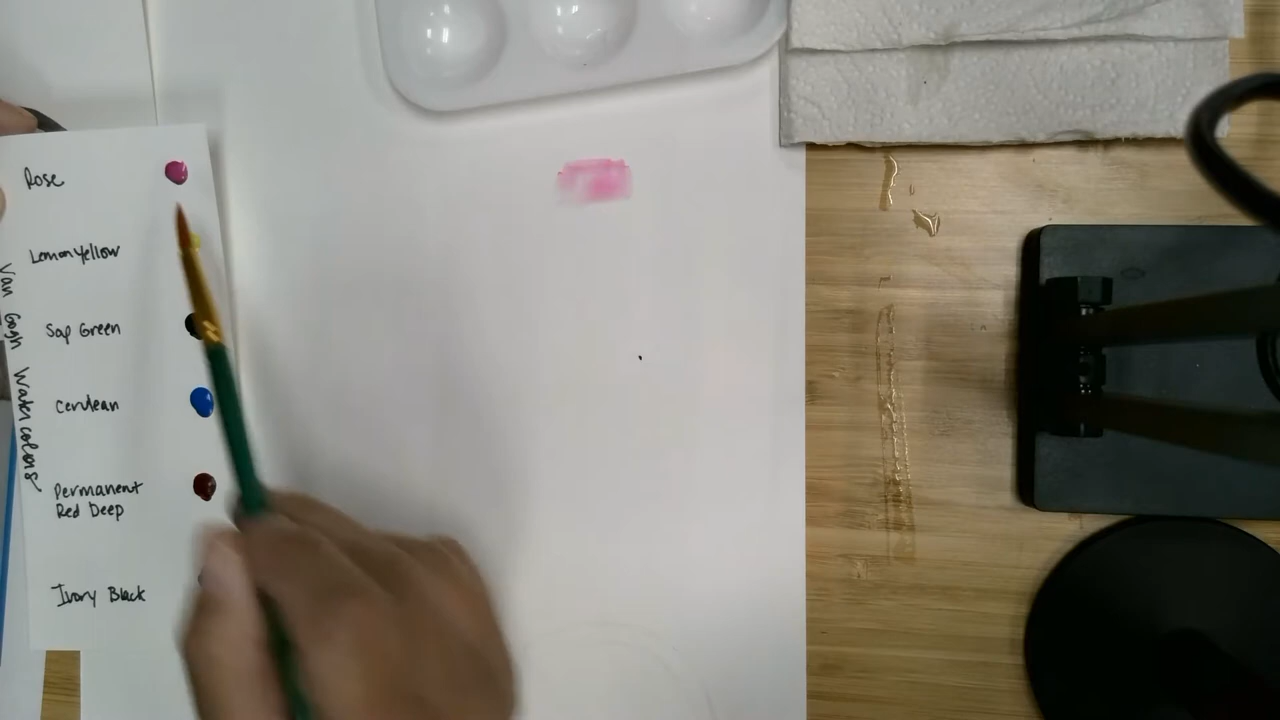 Rose
Lemon Yellow
Sap Green
Cerulean
Permanent
Red Deep
Ivory Black
Van Gogh Watercolors